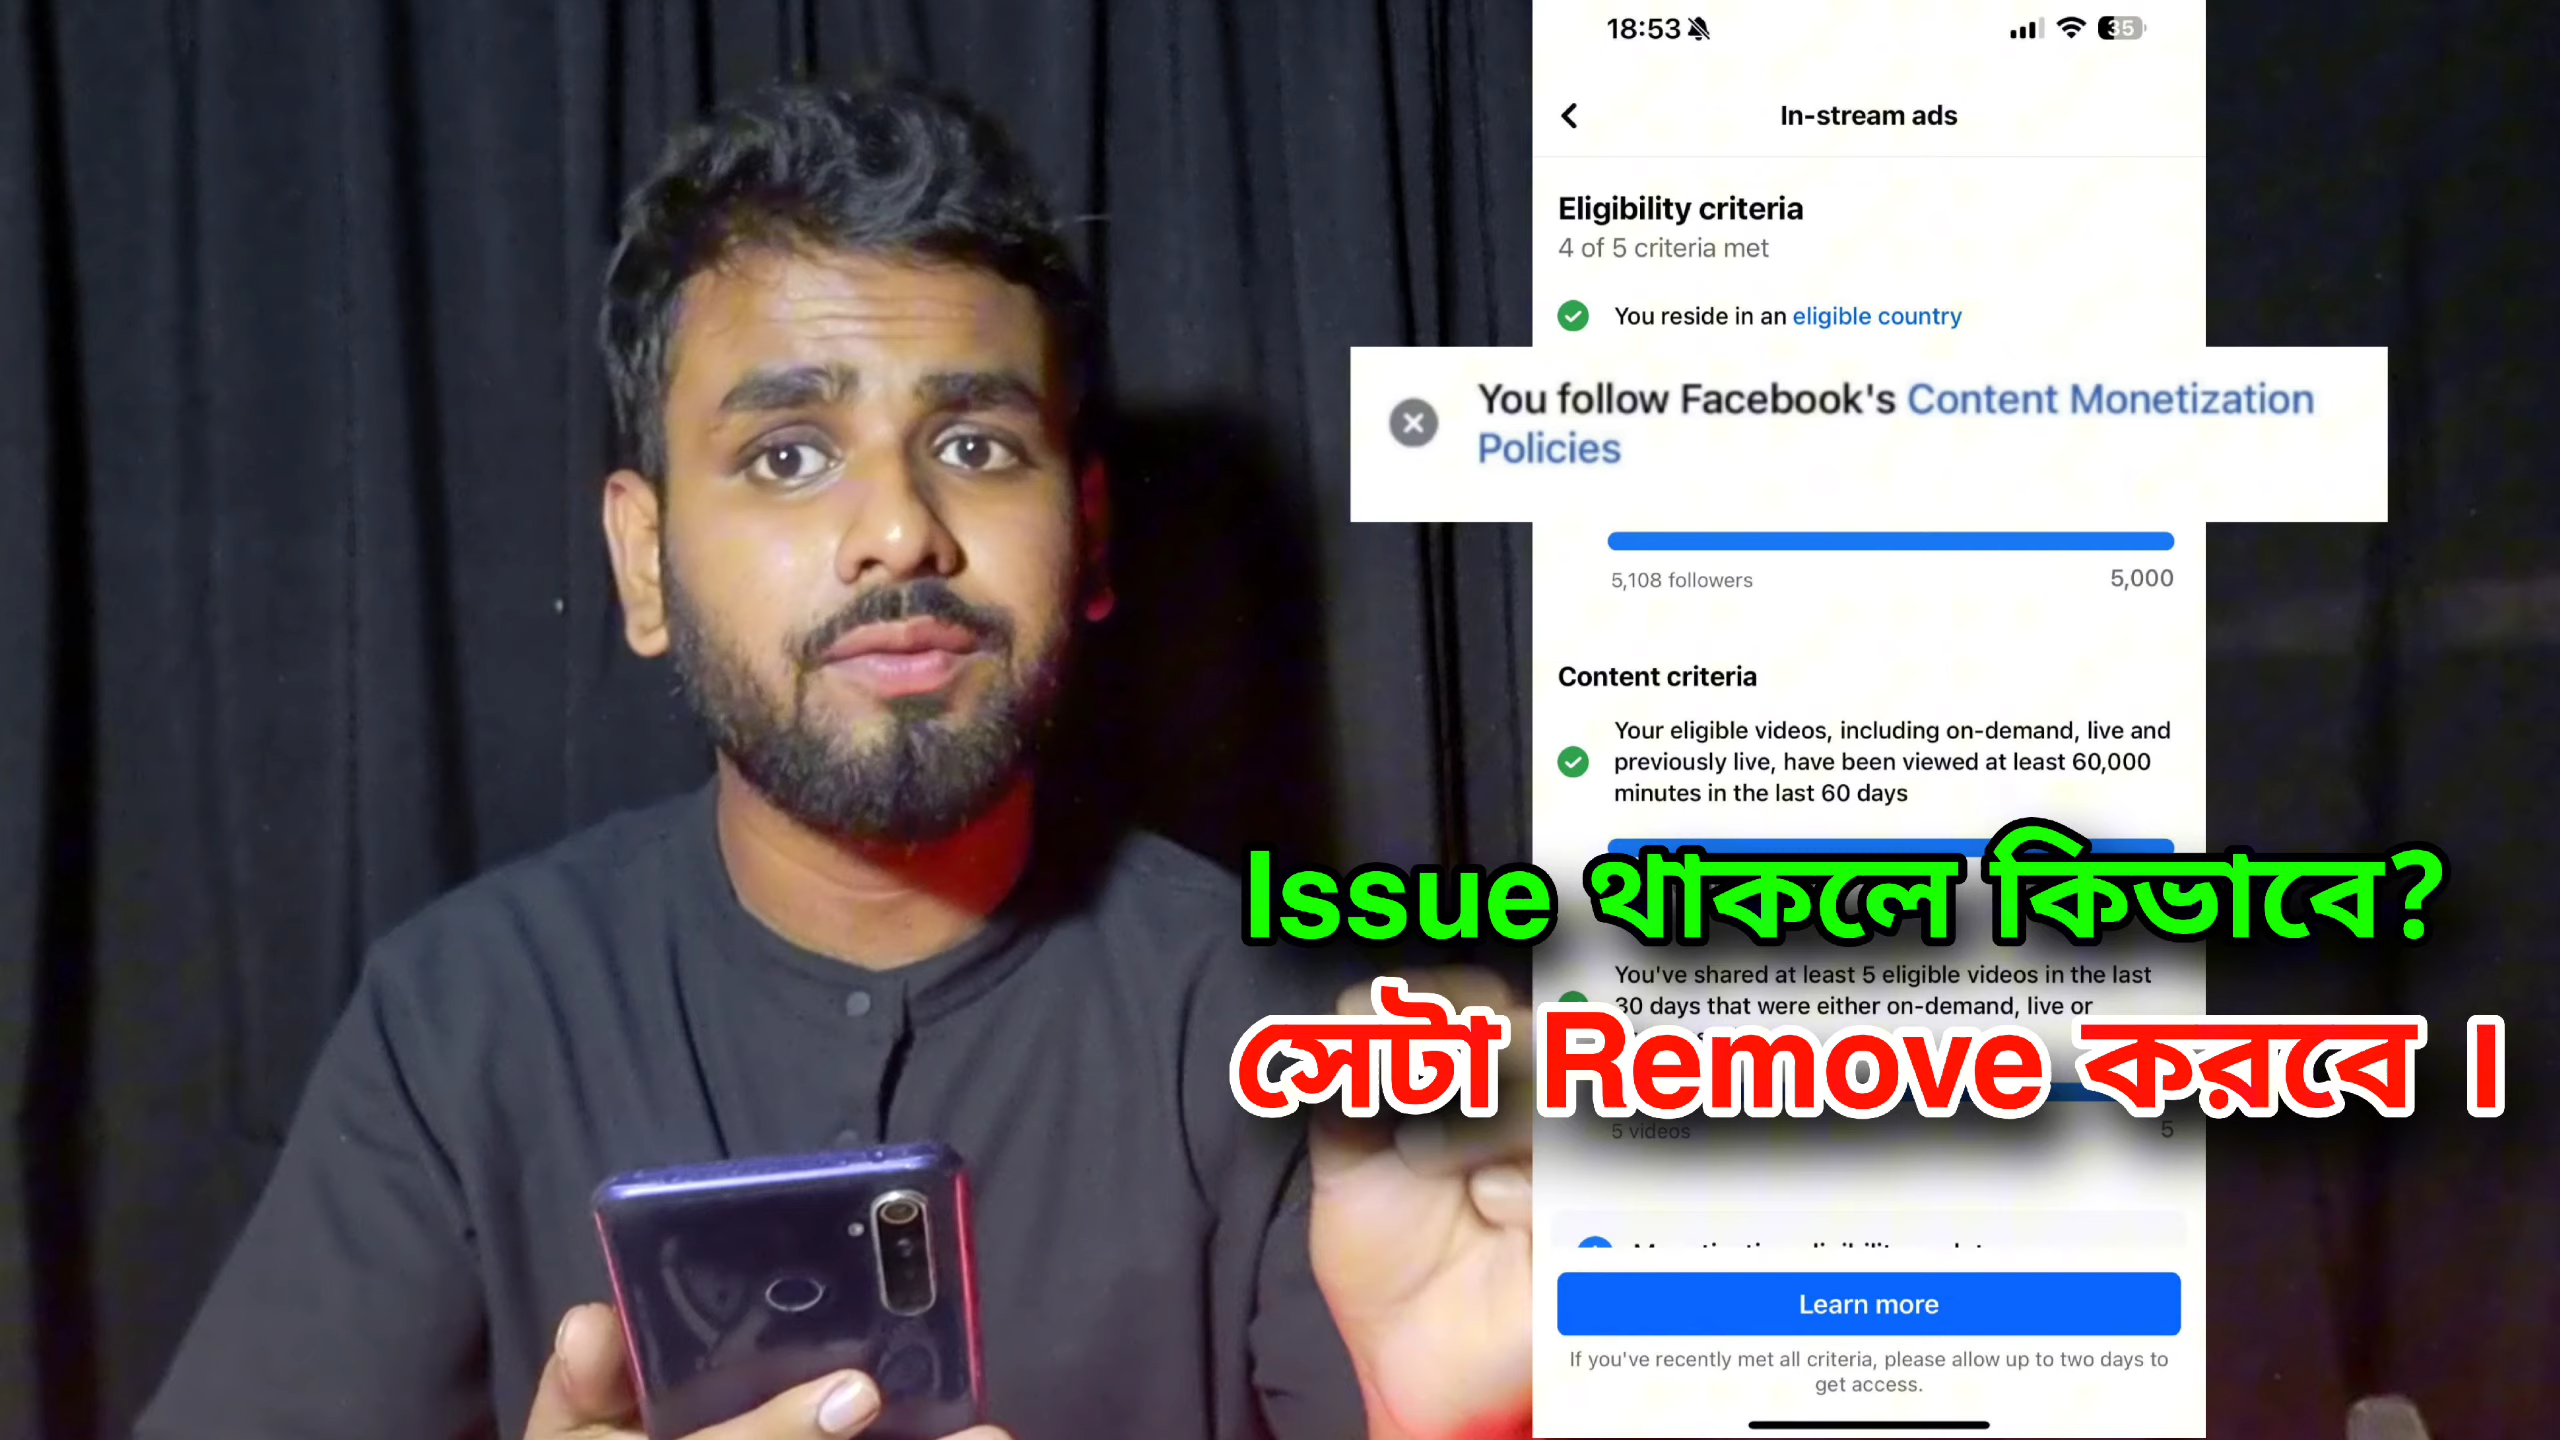 18:53
35
In-stream ads
Eligibility criteria
4 of 5 criteria met
You reside in an eligible country
You follow Facebook's Content Monetization
Policies
5,108 followers
5,000
Content criteria
Your eligible videos, including on-demand, live and
previously live, have been viewed at least 60,000
minutes in the last 60 days
Issue থাকলে কিভাবে?
You've shared at least 5 eligible videos in the last
30 days that were either on-demand, live or
সেটা Remove করবে ।
5 videos
5
Learn more
If you've recently met all criteria, please allow up to two days to
get access.